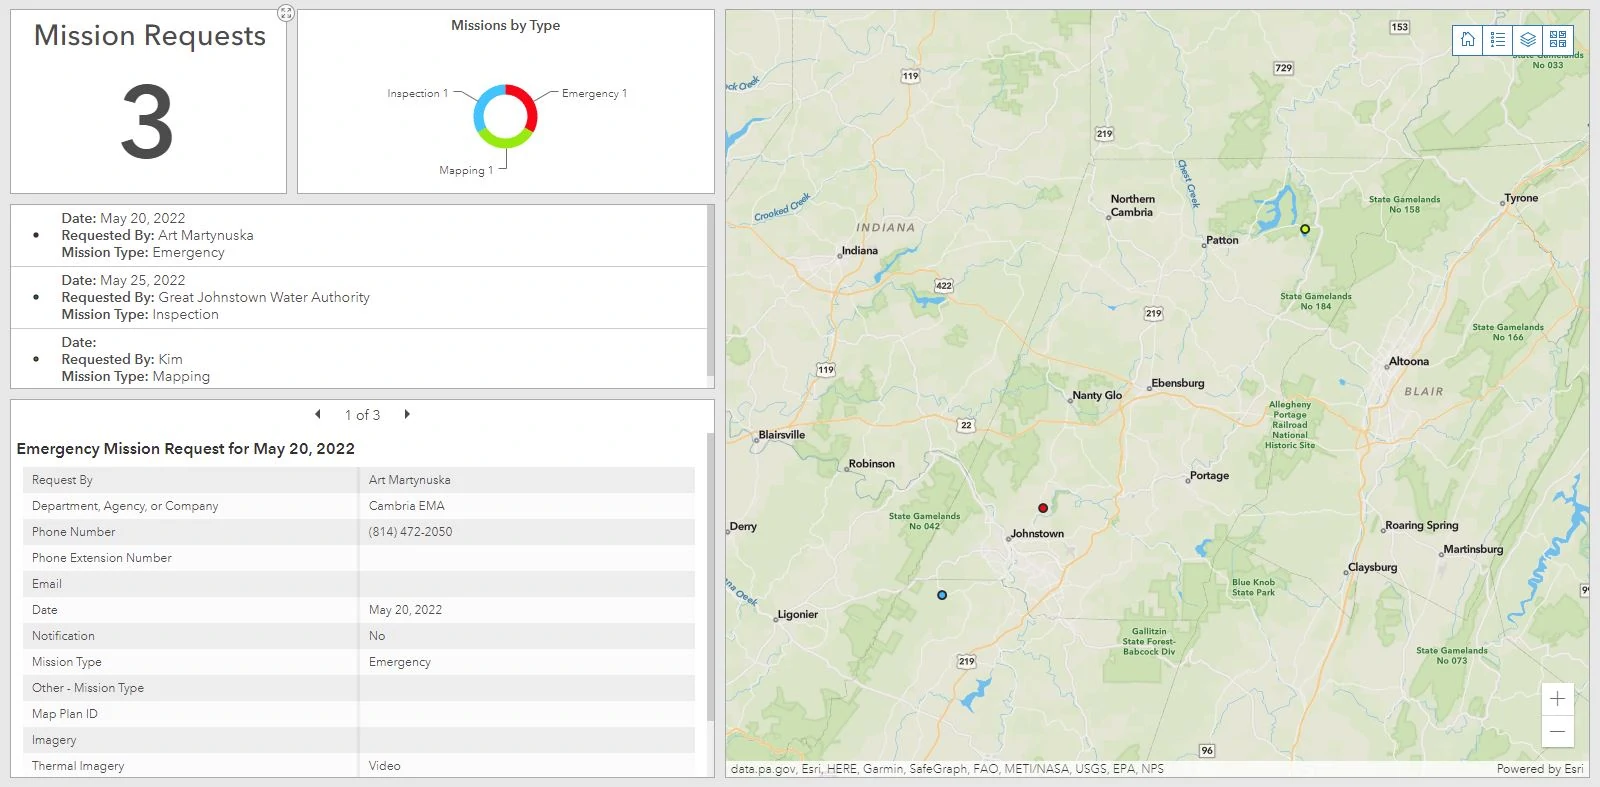 Mission Requests
3
Missions by Type
Inspection 1
Emergency 1
Mapping 1
Date: May 20, 2022
Requested By: Art Martynuska
Mission Type: Emergency
Date: May 25, 2022
Requested By: Great Johnstown Water Authority
Mission Type: Inspection
Date:
Requested By: Kim
Mission Type: Mapping
1 of 3
Emergency Mission Request for May 20, 2022
Request By Art Martynuska
Department, Agency, or Company Cambria EMA
Phone Number (814) 472-2050
Phone Extension Number
Email
Date May 20, 2022
Notification No
Mission Type Emergency
Other - Mission Type
Map Plan ID
Imagery
Thermal Imagery Video
153
State Gamelands
No 033
729
119
219
Chest Creek
Crooked Creek
Northern
Cambria
State Gamelands
No 158
Tyrone
INDIANA
Indiana
Patton
422
State Gamelands
No 184
219
State Gamelands
No 166
Altoona
119
Ebensburg
BLAIR
Nanty Glo
Allegheny
Portage
Railroad
National
Historic Site
22
Blairsville
Robinson
Portage
State Gamelands
No 042
Derry
Johnstown
Roaring Spring
Martinsburg
Claysburg
Blue Knob
State Park
Ligonier
Gallitzin
State Forest-
Babcock Div
219
State Gamelands
No 073
96
data.pa.gov, Esri, HERE, Garmin, SafeGraph, FAO, METI/NASA, USGS, EPA, NPS
Powered by Esri